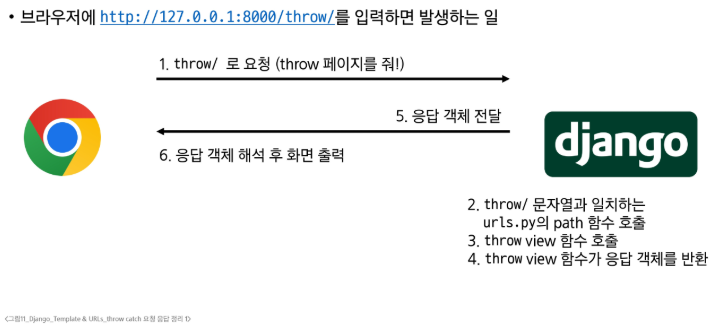 • 브라우저에 http://127.0.0.1:8000/throw/를 입력하면 발생하는 일
1. throw/ 로 요청 (throw 페이지를 줘!)
5. 응답 객체 전달
6. 응답 객체 해석 후 화면 출력
django
2. throw/ 문자열과 일치하는
urls.py의 path 함수 호출
3. throw view 함수 호출
4. throw view 함수가 응답 객체를 반환
<그림11_Django_Template & URLs_throw catch 요청 응답 정리 1>